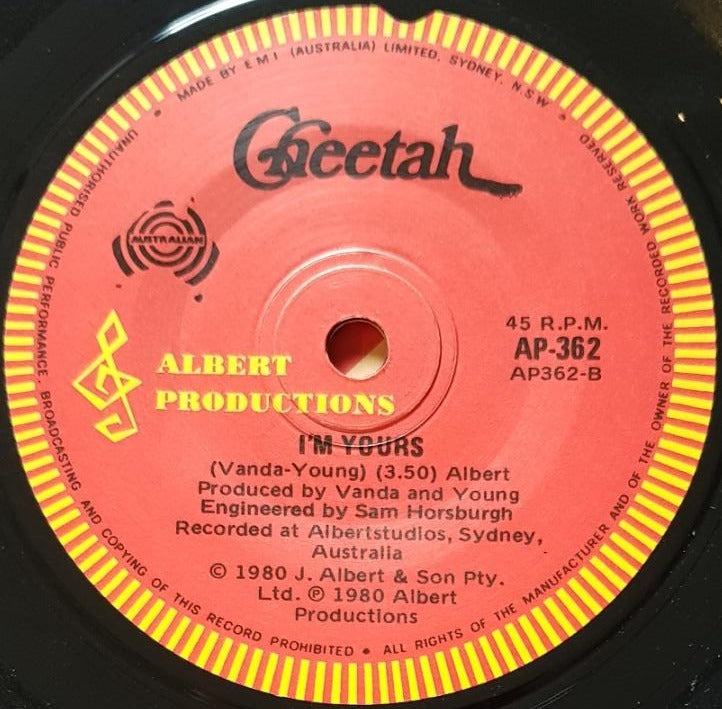 MADE BY EMI (AUSTRALIA) LIMITED, SYDNEY, N.S.W. •
UNAUTHORISED PUBLIC PERFORMANCE, BROADCASTING AND COPYING OF THIS RECORD PROHIBITED • ALL RIGHTS OF THE MANUFACTURER AND OF THE OWNER OF THE RECORDED WORK RESERVED
Cheetah
AUSTRALIAN
45 R.P.M.
AP-362
AP362-B
ALBERT
PRODUCTIONS
I'M YOURS
(Vanda-Young) (3.50) Albert
Produced by Vanda and Young
Engineered by Sam Horsburgh
Recorded at Albertstudios, Sydney,
Australia
© 1980 J. Albert & Son Pty.
Ltd. ℗ 1980 Albert
Productions